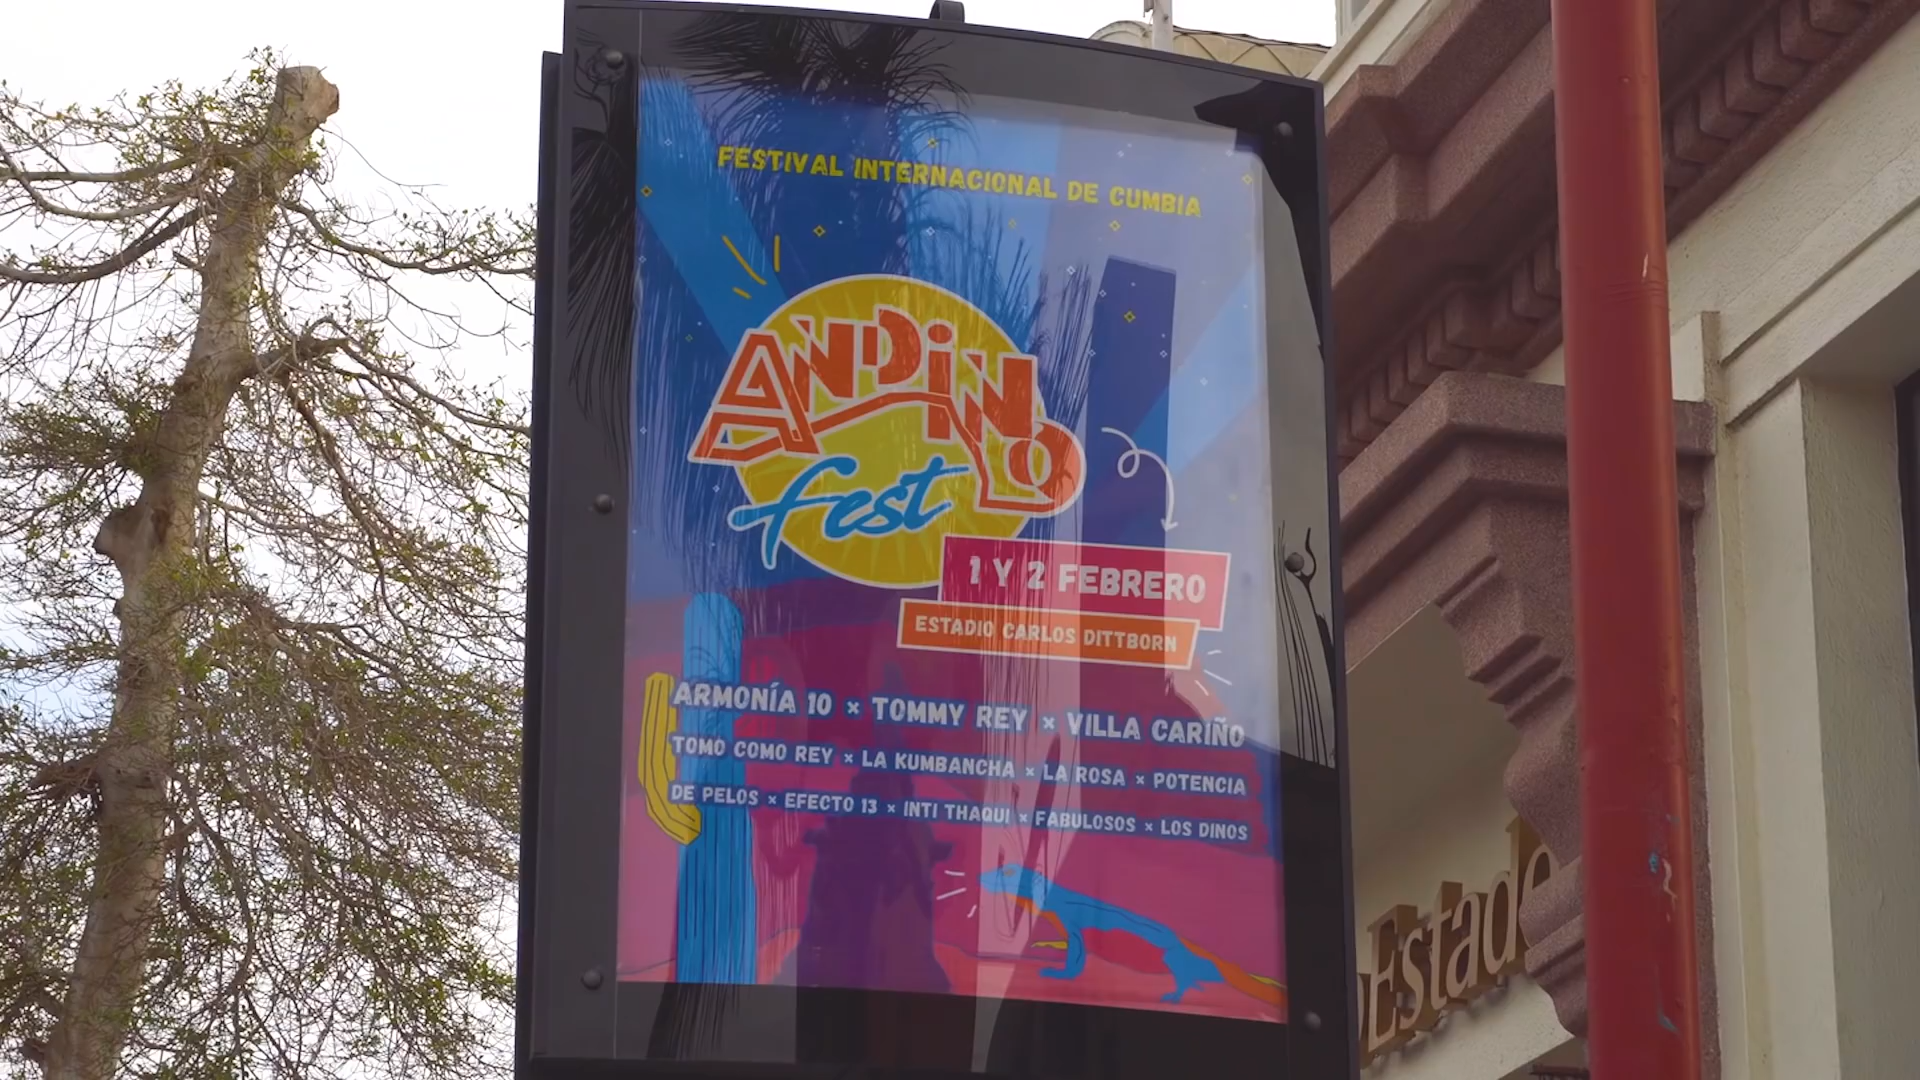 FESTIVAL INTERNACIONAL DE CUMBIA
ANDINO
fest
1 Y 2 FEBRERO
ESTADIO CARLOS DITTBORN
ARMONÍA 10 × TOMMY REY × VILLA CARIÑO
TOMO COMO REY × LA KUMBANCHA × LA ROSA × POTENCIA
DE PELOS × EFECTO 13 × INTI THAQUI × FABULOSOS × LOS DINOS
Estado